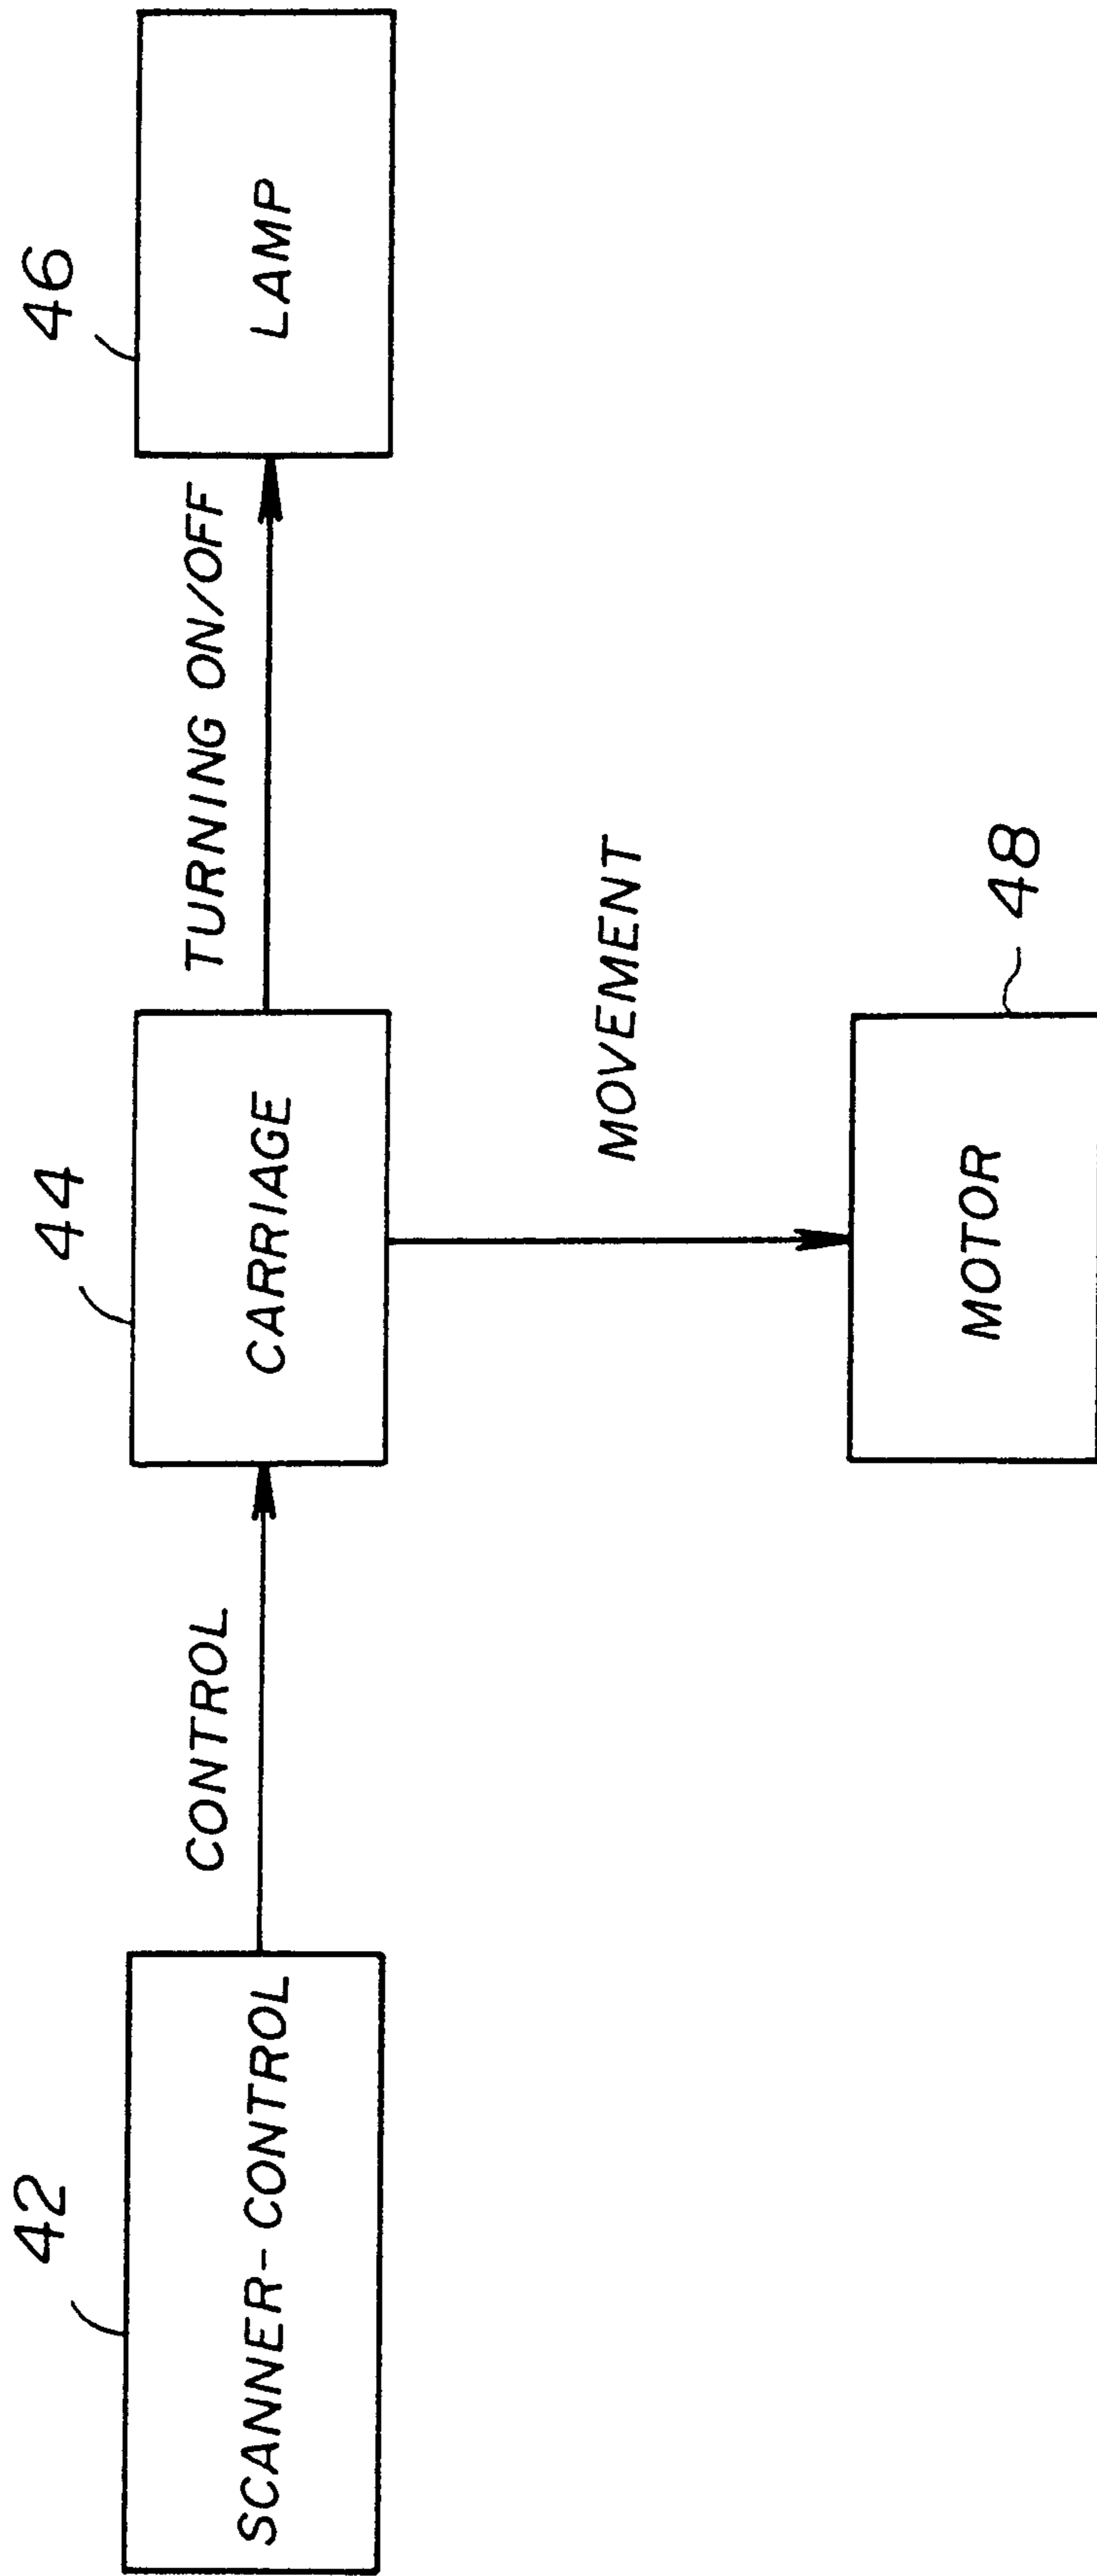 42
SCANNER-CONTROL
CONTROL
44
CARRIAGE
TURNING ON/OFF
46
LAMP
MOVEMENT
MOTOR
48